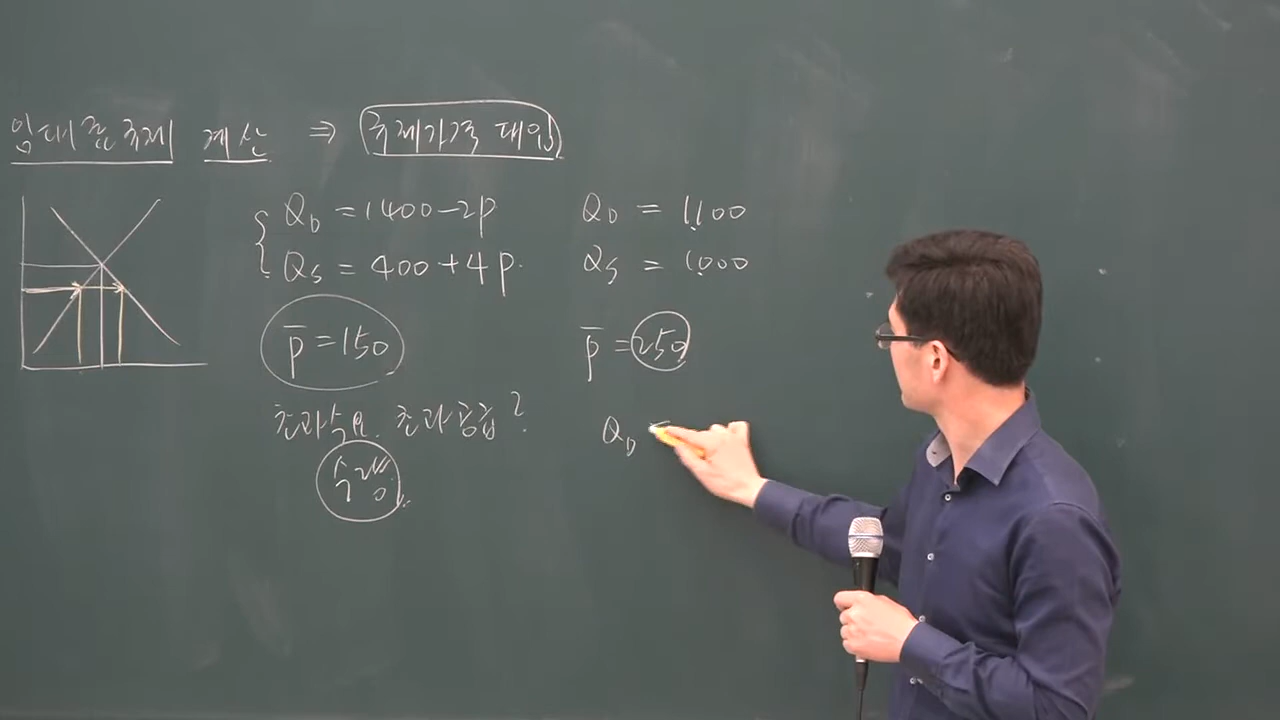 임대료 규제 계산 ⇒ 규제가격 대입
Q_D = 1400-2P
Q_S = 400+4P.
Q_D = 1100
Q_S = 1000
P̅ = 150
P̅ = 250
초과수요, 초과공급?
수량
Q_D =